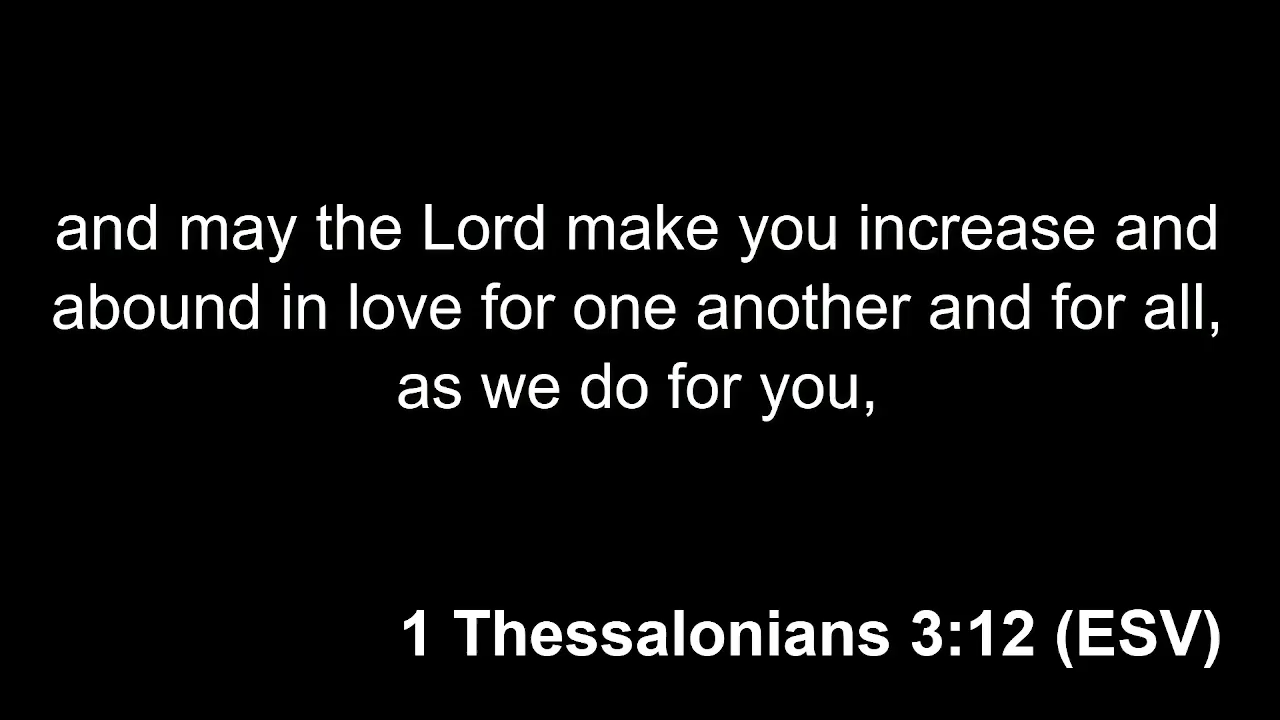 and may the Lord make you increase and
abound in love for one another and for all,
as we do for you,
1 Thessalonians 3:12 (ESV)